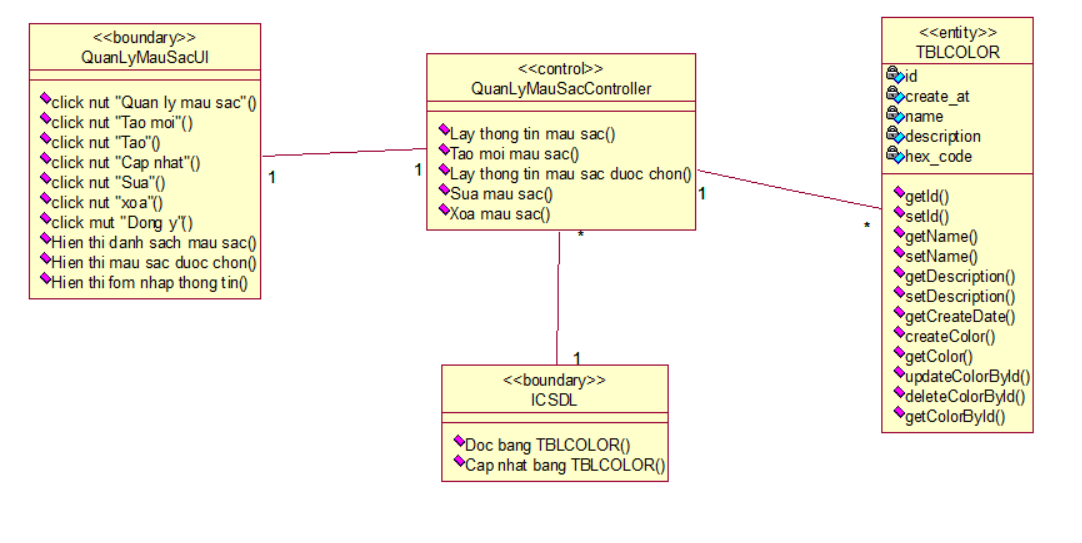 <<boundary>>
QuanLyMauSacUI
click nut "Quan ly mau sac"()
click nut "Tao moi"()
click nut "Tao"()
click nut "Cap nhat"()
click nut "Sua"()
click nut "xoa"()
click mut "Dong y"()
Hien thi danh sach mau sac()
Hien thi mau sac duoc chon()
Hien thi fom nhap thong tin()
1
1
<<control>>
QuanLyMauSacController
Lay thong tin mau sac()
Tao moi mau sac()
Lay thong tin mau sac duoc chon()
Sua mau sac()
Xoa mau sac()
1
*
*
1
<<boundary>>
ICSDL
Doc bang TBLCOLOR()
Cap nhat bang TBLCOLOR()
<<entity>>
TBLCOLOR
id
create_at
name
description
hex_code
getId()
setId()
getName()
setName()
getDescription()
setDescription()
getCreateDate()
createColor()
getColor()
updateColorById()
deleteColorById()
getColorById()